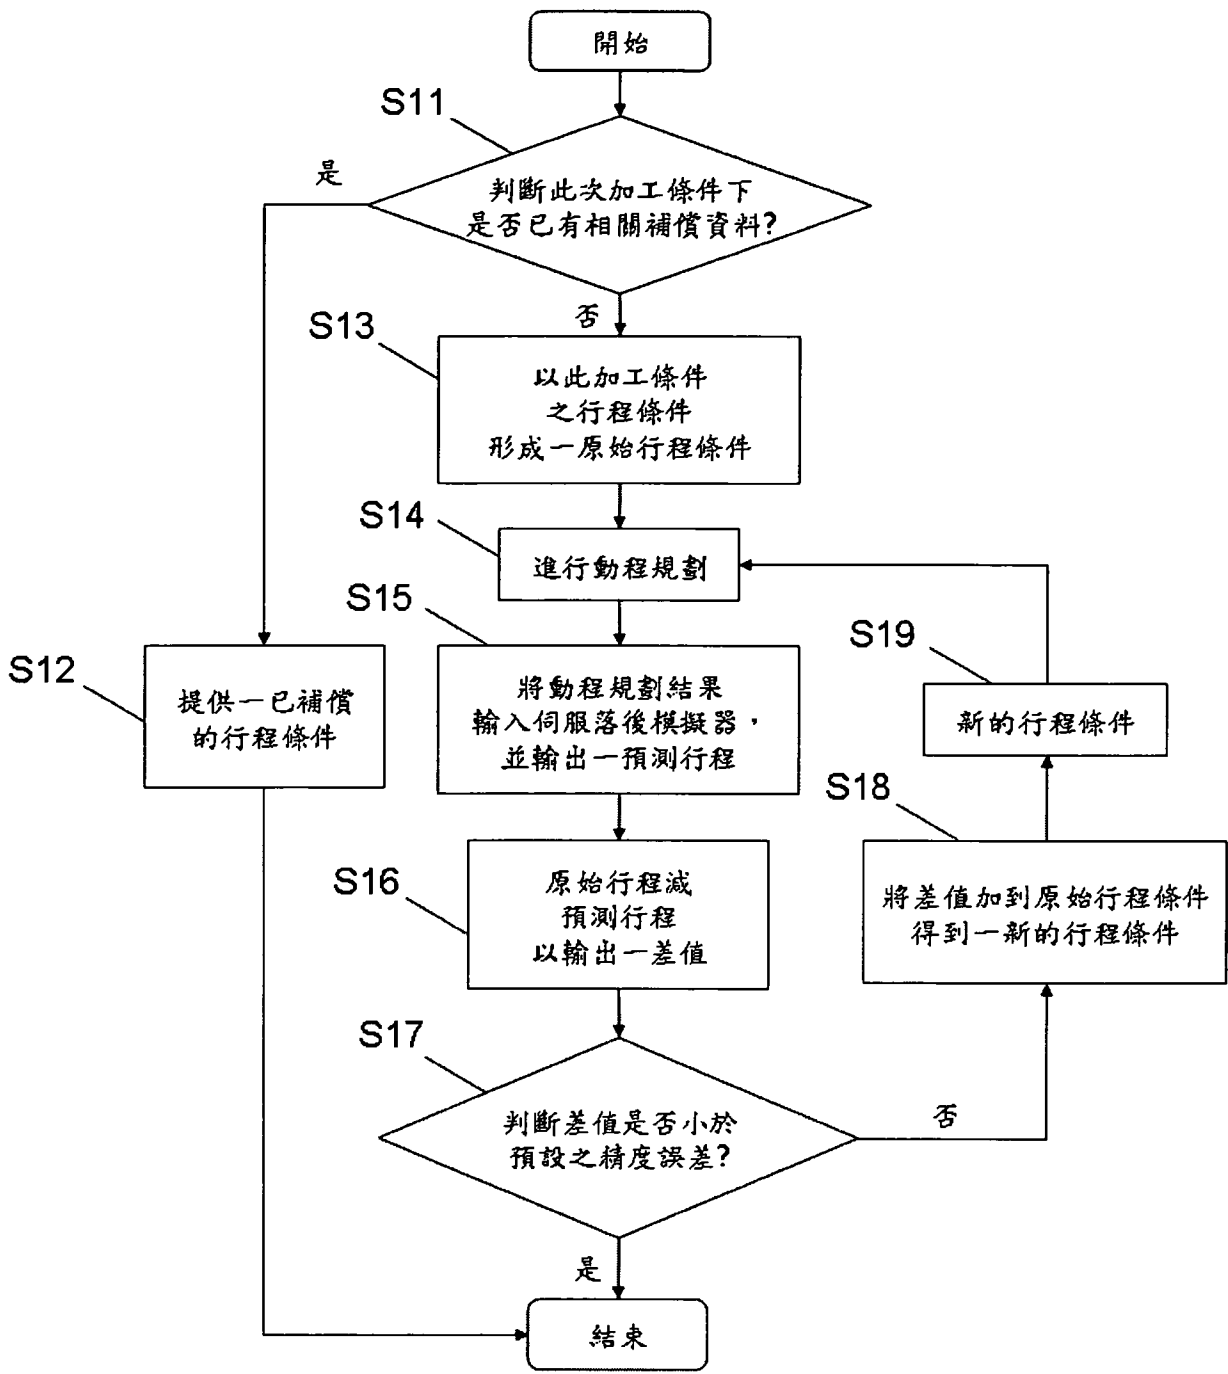 開始
S11
是
判斷此次加工條件下
是否已有相關補償資料?
否
S13
以此加工條件
之行程條件
形成一原始行程條件
S14
進行動程規劃
S15
將動程規劃結果
輸入伺服落後模擬器，
並輸出一預測行程
S12
提供一已補償
的行程條件
S19
新的行程條件
S18
將差值加到原始行程條件
得到一新的行程條件
S16
原始行程減
預測行程
以輸出一差值
S17
判斷差值是否小於
預設之精度誤差?
否
是
結束